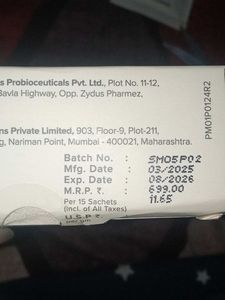 s Probioceuticals Pvt. Ltd., Plot No. 11-12,
Bavla Highway, Opp. Zydus Pharmez,
ns Private Limited, 903, Floor-9, Plot-211,
g, Nariman Point, Mumbai - 400021, Maharashtra.
Batch No. : SM05P02
Mfg. Date : 03/2025
Exp. Date : 08/2026
M.R.P. ₹. : 699.00
Per 15 Sachets 11.65
(incl. of All Taxes)
U.S.P ₹
PM01P0124R2